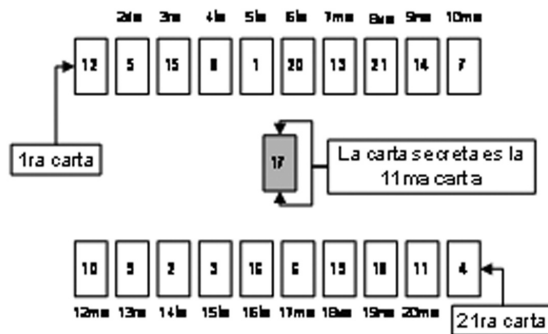 2da 3ra 4ta 5ta 6ta 7ma 8va 9na 10ma
12 5 15 8 1 20 13 21 14 7
1ra carta
17
La carta secreta es la
11ma carta
10 9 2 3 16 6 19 18 11 4
12ma 13ra 14ta 15ta 16ta 17ma 18va 19na 20ma
21ra carta